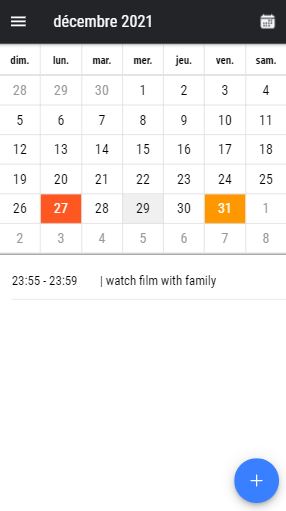 décembre 2021
dim. lun. mar. mer. jeu. ven. sam.
28 29 30 1 2 3 4
5 6 7 8 9 10 11
12 13 14 15 16 17 18
19 20 21 22 23 24 25
26 27 28 29 30 31 1
2 3 4 5 6 7 8
23:55 - 23:59 | watch film with family